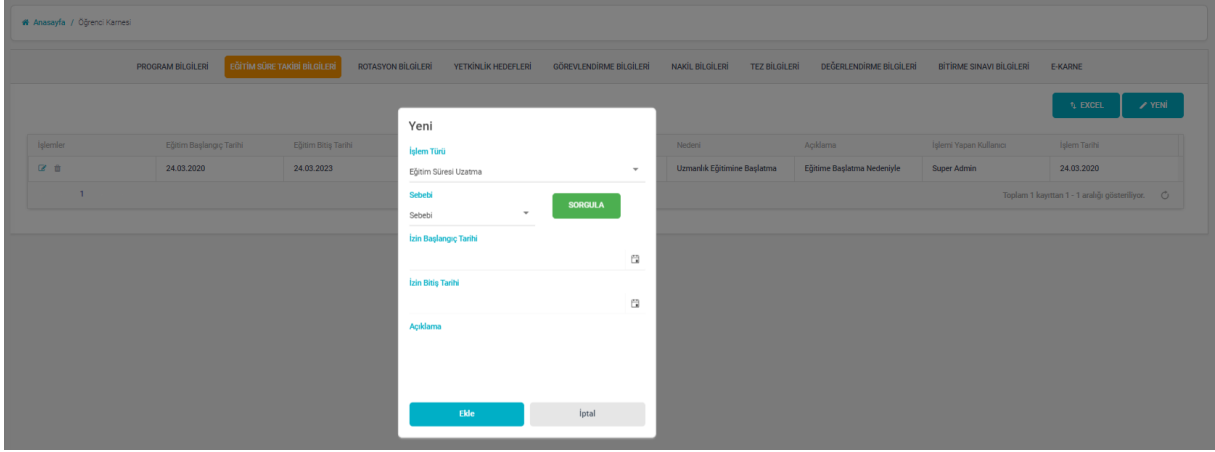 Anasayfa / Öğrenci Karnesi
PROGRAM BİLGİLERİ EĞİTİM SÜRE TAKİBİ BİLGİLERİ ROTASYON BİLGİLERİ YETKİNLİK HEDEFLERİ GÖREVLENDİRME BİLGİLERİ NAKİL BİLGİLERİ TEZ BİLGİLERİ DEĞERLENDİRME BİLGİLERİ BİTİRME SINAVI BİLGİLERİ E-KARNE
EXCEL YENİ
İşlemler Eğitim Başlangıç Tarihi Eğitim Bitiş Tarihi Nedeni Açıklama İşlemi Yapan Kullanıcı İşlem Tarihi
24.03.2020 24.03.2023 Uzmanlık Eğitimine Başlatma Eğitime Başlatma Nedeniyle Super Admin 24.03.2020
1 Toplam 1 kayıttan 1 - 1 aralığı gösteriliyor.
Yeni
İşlem Türü
Eğitim Süresi Uzatma
Sebebi
Sebebi
SORGULA
İzin Başlangıç Tarihi
İzin Bitiş Tarihi
Açıklama
Ekle İptal